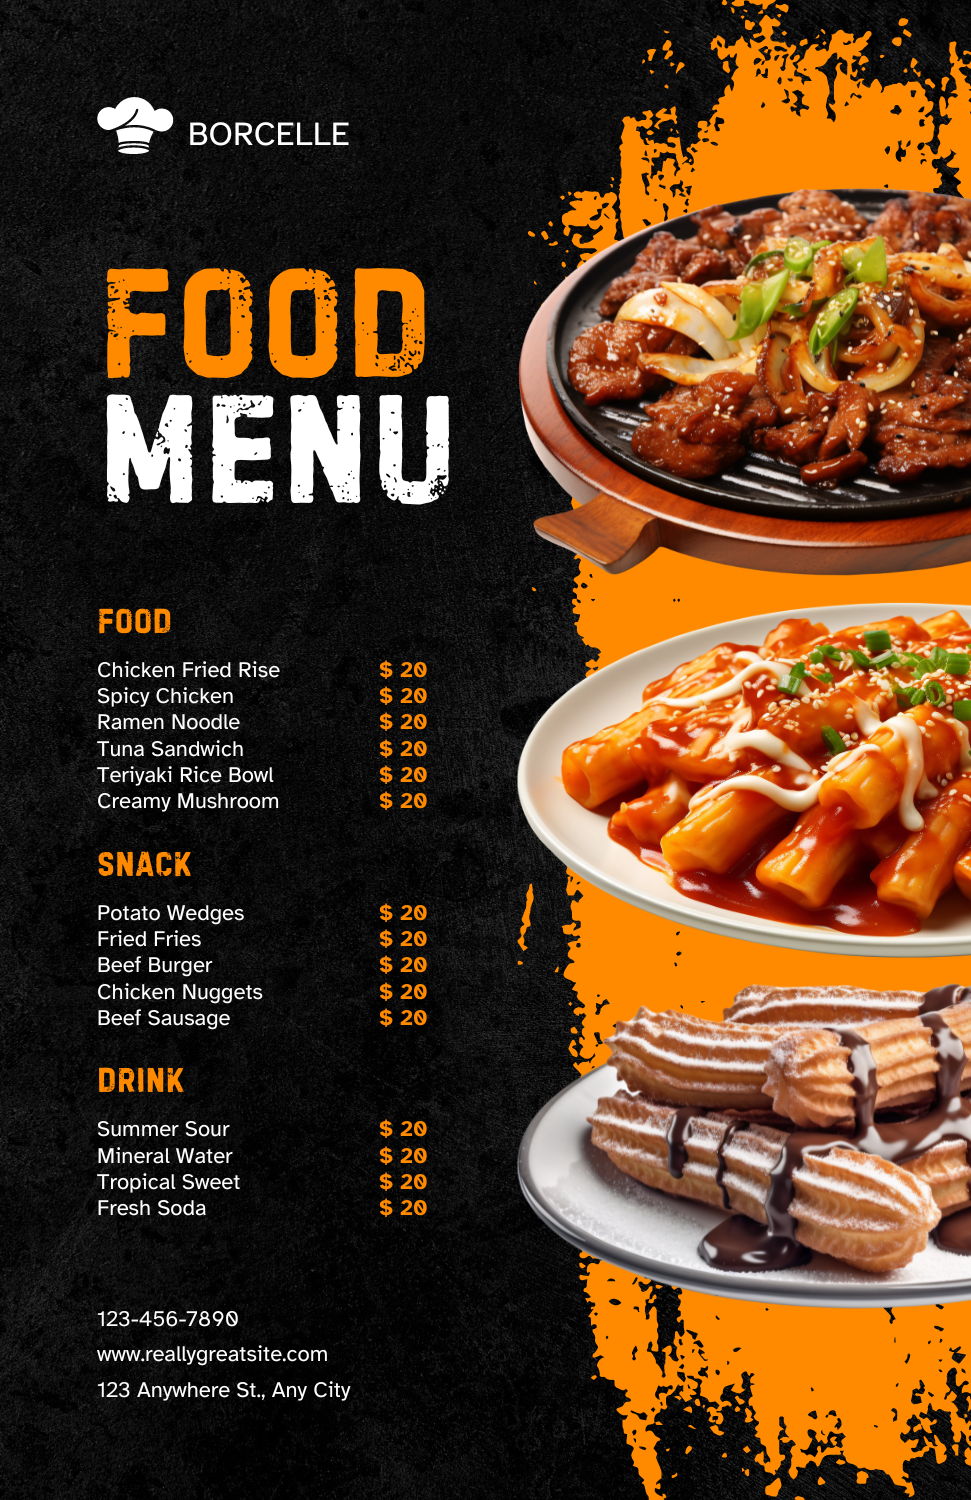 BORCELLE
FOOD
MENU
FOOD
Chicken Fried Rise $ 20
Spicy Chicken $ 20
Ramen Noodle $ 20
Tuna Sandwich $ 20
Teriyaki Rice Bowl $ 20
Creamy Mushroom $ 20
SNACK
Potato Wedges $ 20
Fried Fries $ 20
Beef Burger $ 20
Chicken Nuggets $ 20
Beef Sausage $ 20
DRINK
Summer Sour $ 20
Mineral Water $ 20
Tropical Sweet $ 20
Fresh Soda $ 20
123-456-7890
www.reallygreatsite.com
123 Anywhere St., Any City